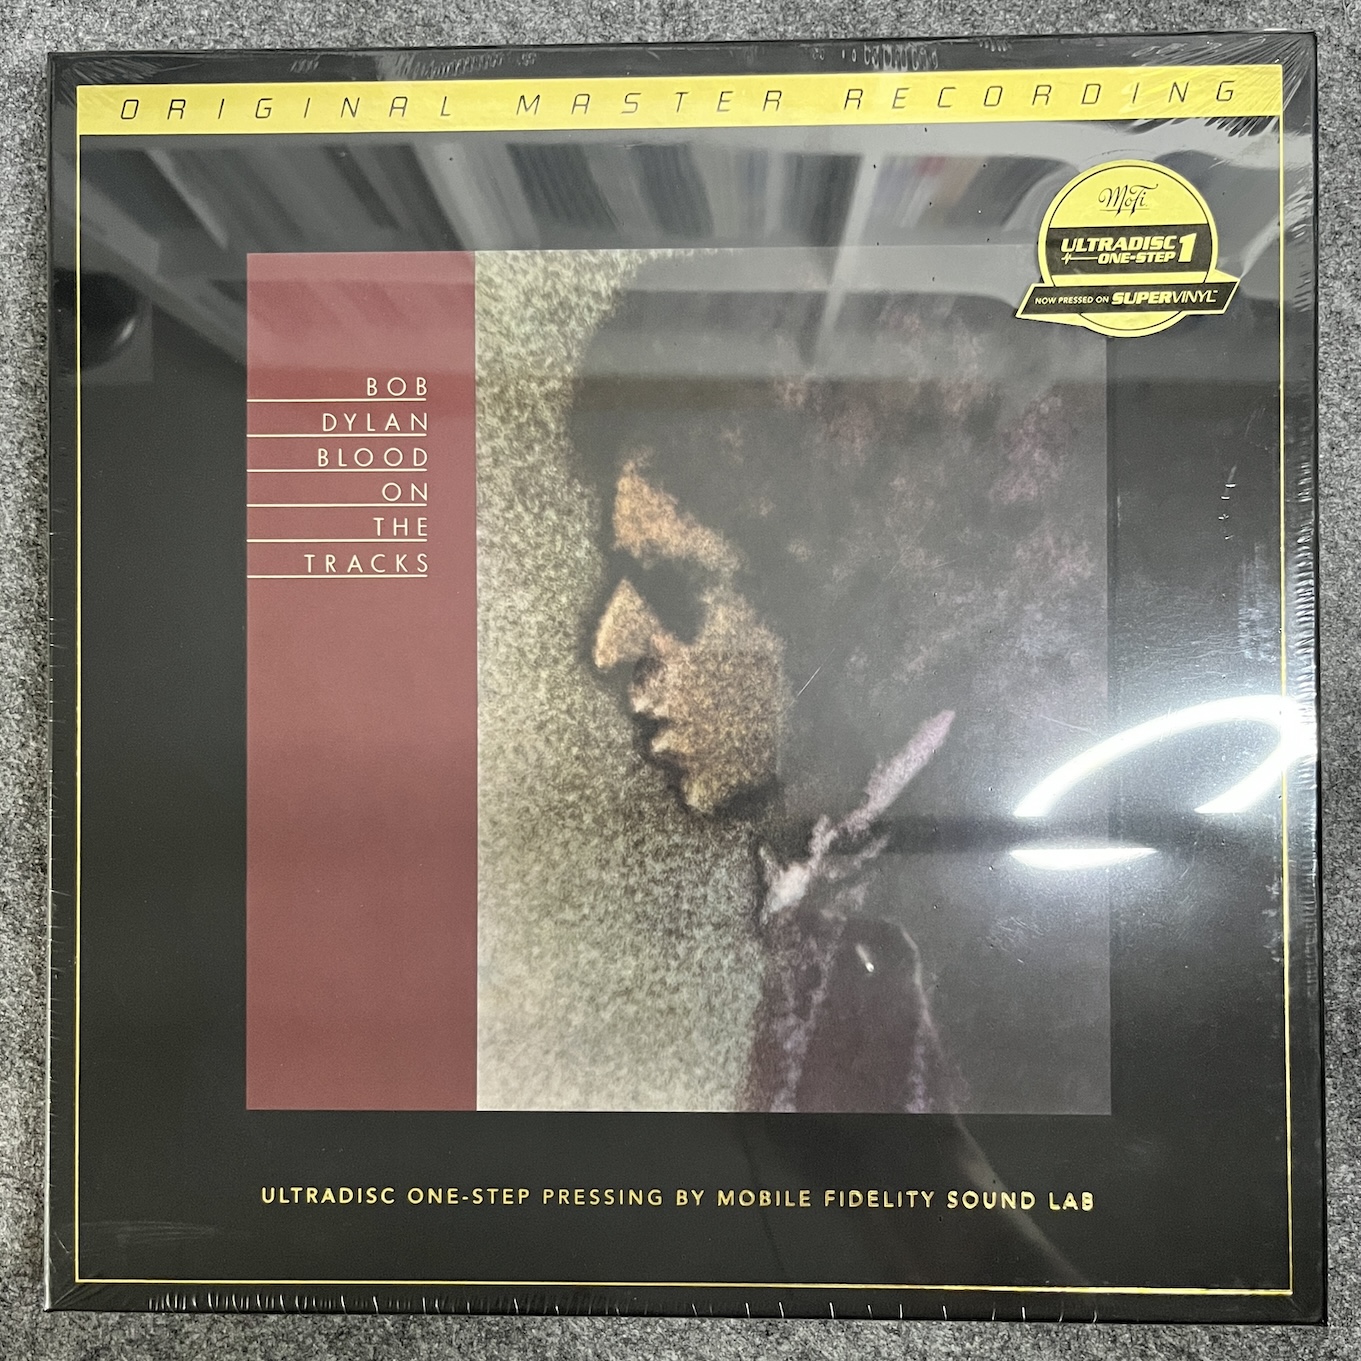 ORIGINAL MASTER RECORDING
MoFi
ULTRADISC
ONE-STEP 1
NOW PRESSED ON SUPERVINYL™
BOB
DYLAN
BLOOD
ON
THE
TRACKS
ULTRADISC ONE-STEP PRESSING BY MOBILE FIDELITY SOUND LAB